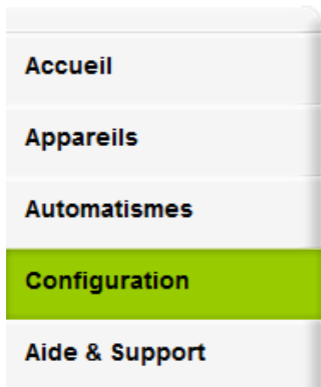 Accueil
Appareils
Automatismes
Configuration
Aide & Support